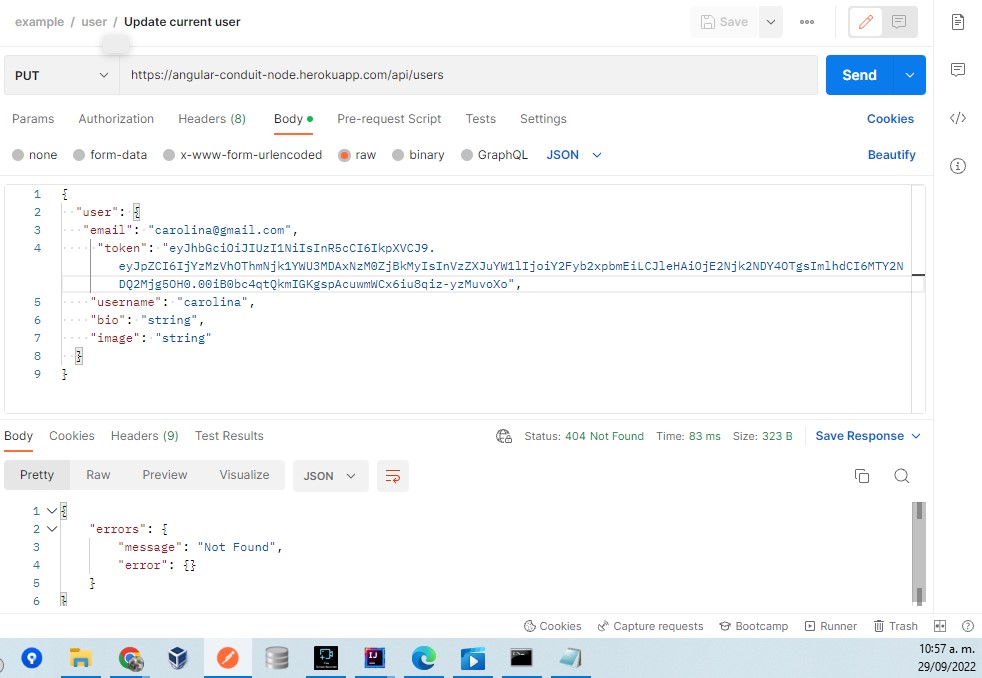 example / user / Update current user
Save
PUT
https://angular-conduit-node.herokuapp.com/api/users
Send
Params Authorization Headers (8) Body Pre-request Script Tests Settings Cookies
none form-data x-www-form-urlencoded raw binary GraphQL JSON Beautify
1 {
2 "user": {
3 "email": "carolina@gmail.com",
4 "token": "eyJhbGciOiJIUzI1NiIsInR5cCI6IkpXVCJ9.
eyJpZCI6IjYzMzVhOThmNjk1YWU3MDAxNzM0ZjBkMyIsInVzZXJuYW1lIjoiY2Fyb2xpbmEiLCJleHAiOjE2Njk2NDY4OTgsImlhdCI6MTY2N
DQ2Mjg5OH0.00iB0bc4qtQkmIGKgspAcuwmWCx6iu8qiz-yzMuvoXo",
5 "username": "carolina",
6 "bio": "string",
7 "image": "string"
8 }
9 }
Body Cookies Headers (9) Test Results Status: 404 Not Found Time: 83 ms Size: 323 B Save Response
Pretty Raw Preview Visualize JSON
1 {
2 "errors": {
3 "message": "Not Found",
4 "error": {}
5 }
6 }
Cookies Capture requests Bootcamp Runner Trash
10:57 a. m.
29/09/2022